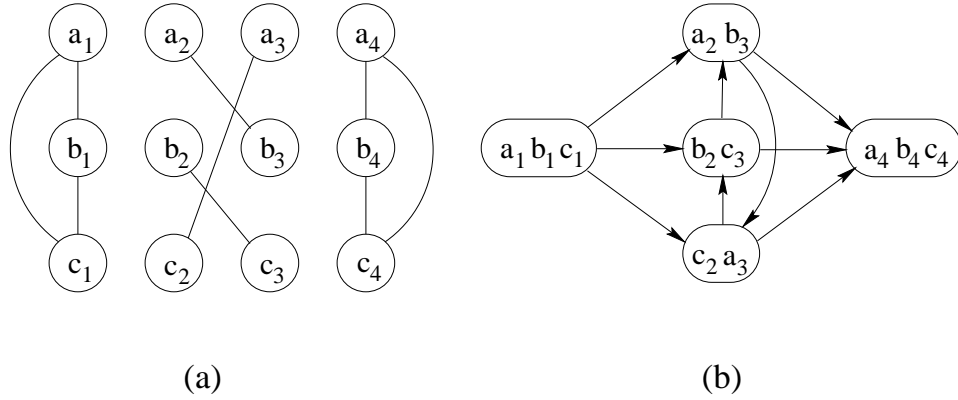 a₁ a₂ a₃ a₄
b₁ b₂ b₃ b₄
c₁ c₂ c₃ c₄
(a)
a₂ b₃
a₁ b₁ c₁ b₂ c₃ a₄ b₄ c₄
c₂ a₃
(b)